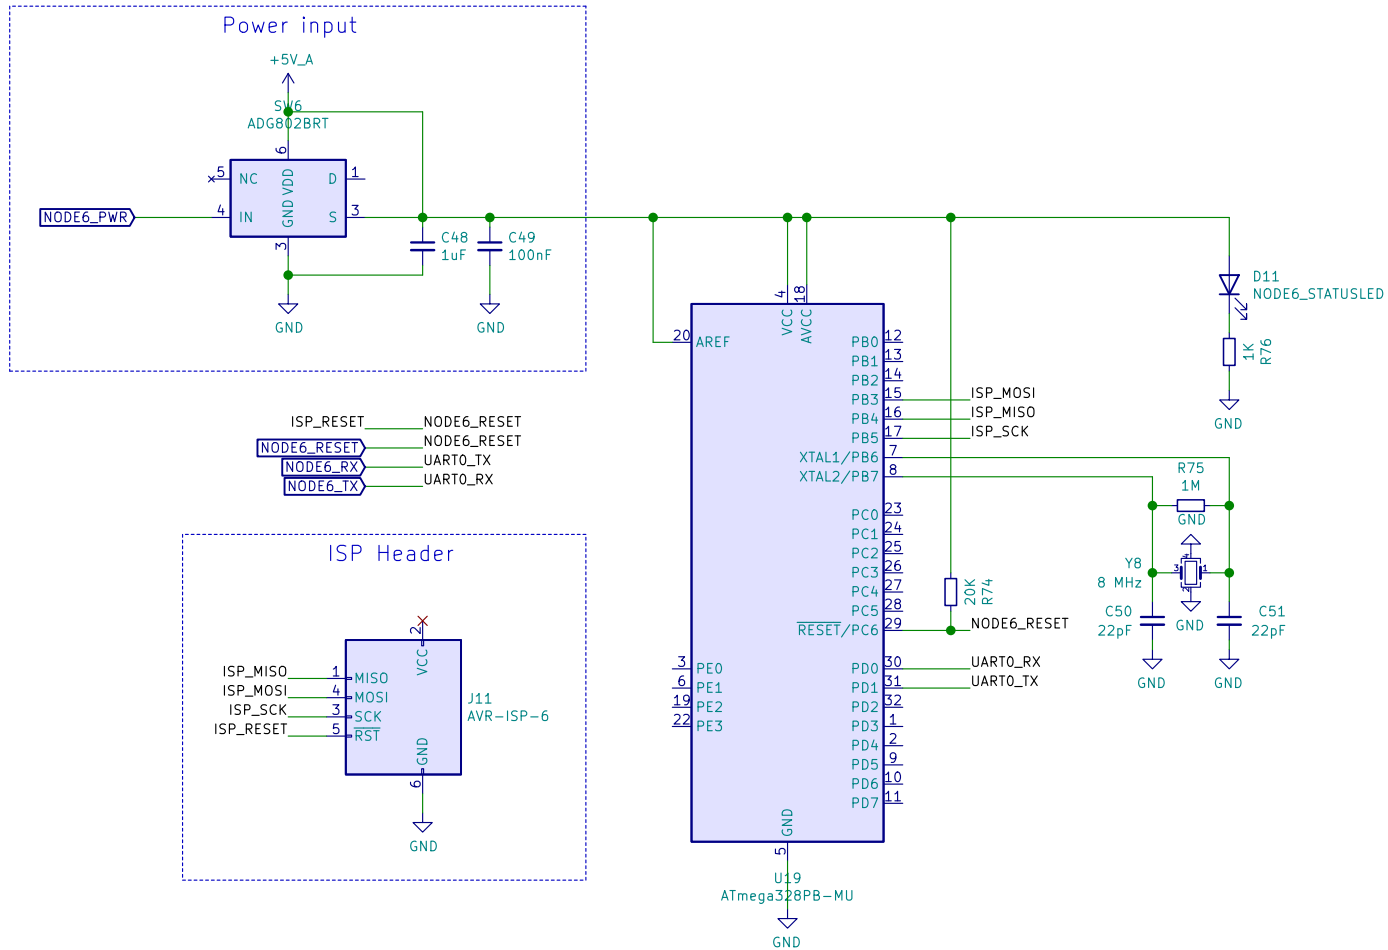 Power input
+5V_A
SW6
ADG802BRT
6
5
NC
VDD
D
1
NODE6_PWR
4
IN
GND
S
3
3
GND
C48
1uF
C49
100nF
GND
D11
NODE6_STATUSLED
1K
R76
GND
ISP_RESET
NODE6_RESET
NODE6_RESET
NODE6_RESET
NODE6_RX
UART0_TX
NODE6_TX
UART0_RX
ISP Header
2
VCC
ISP_MISO
1
MISO
ISP_MOSI
4
MOSI
ISP_SCK
3
SCK
ISP_RESET
5
RST
GND
6
GND
J11
AVR-ISP-6
4
18
VCC
AVCC
20
AREF
PB0
12
PB1
13
PB2
14
PB3
15
ISP_MOSI
PB4
16
ISP_MISO
PB5
17
ISP_SCK
XTAL1/PB6
7
XTAL2/PB7
8
PC0
23
PC1
24
PC2
25
PC3
26
PC4
27
PC5
28
RESET/PC6
29
NODE6_RESET
20K
R74
3
PE0
6
PE1
19
PE2
22
PE3
PD0
30
UART0_RX
PD1
31
UART0_TX
PD2
32
PD3
1
PD4
2
PD5
9
PD6
10
PD7
11
GND
5
U19
ATmega328PB-MU
GND
R75
1M
GND
Y8
8 MHz
4
3
1
2
GND
C50
22pF
GND
C51
22pF
GND